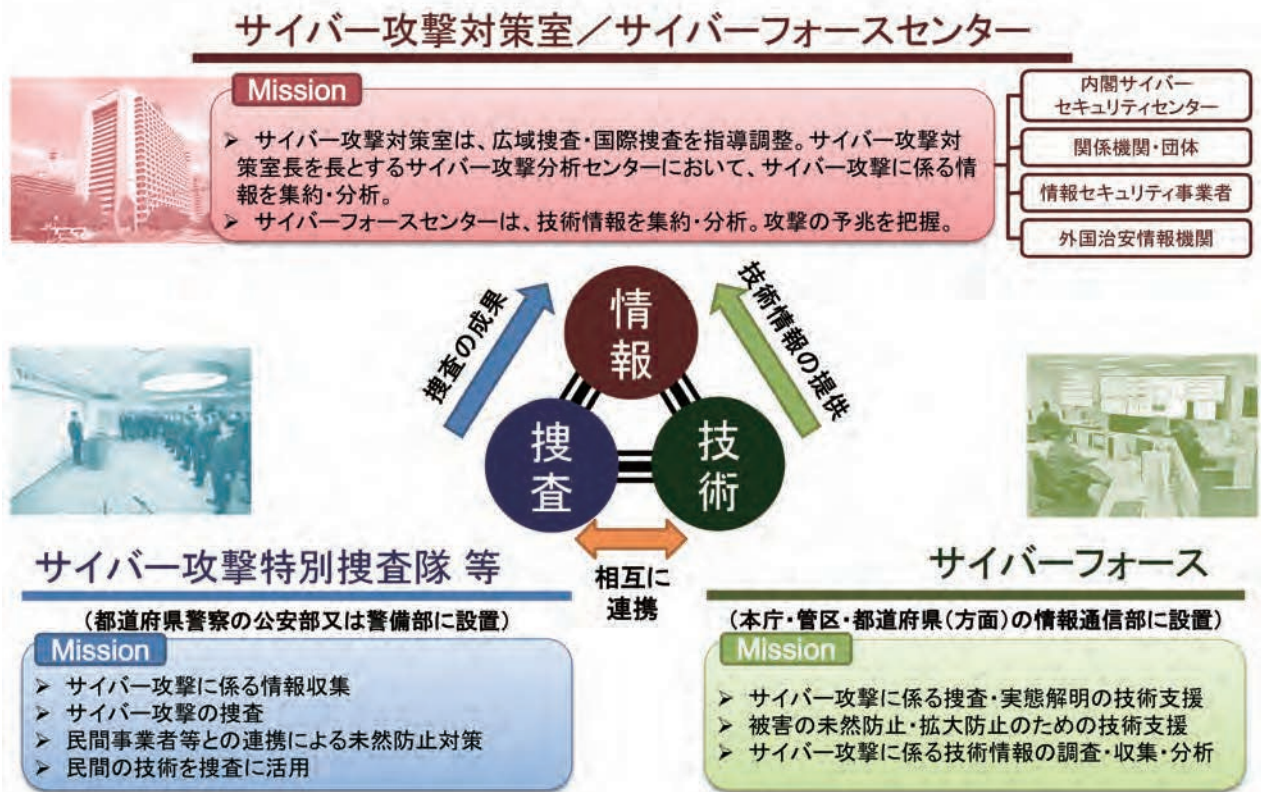 サイバー攻撃対策室／サイバーフォースセンター
Mission
➤ サイバー攻撃対策室は、広域捜査・国際捜査を指導調整。サイバー攻撃対
策室長を長とするサイバー攻撃分析センターにおいて、サイバー攻撃に係る情
報を集約・分析。
➤ サイバーフォースセンターは、技術情報を集約・分析。攻撃の予兆を把握。
内閣サイバー
セキュリティセンター
関係機関・団体
情報セキュリティ事業者
外国治安情報機関
捜査の成果
情報
技術情報の提供
捜査
技術
相互に
連携
サイバー攻撃特別捜査隊 等
（都道府県警察の公安部又は警備部に設置）
Mission
➤ サイバー攻撃に係る情報収集
➤ サイバー攻撃の捜査
➤ 民間事業者等との連携による未然防止対策
➤ 民間の技術を捜査に活用
サイバーフォース
（本庁・管区・都道府県（方面）の情報通信部に設置）
Mission
➤ サイバー攻撃に係る捜査・実態解明の技術支援
➤ 被害の未然防止・拡大防止のための技術支援
➤ サイバー攻撃に係る技術情報の調査・収集・分析